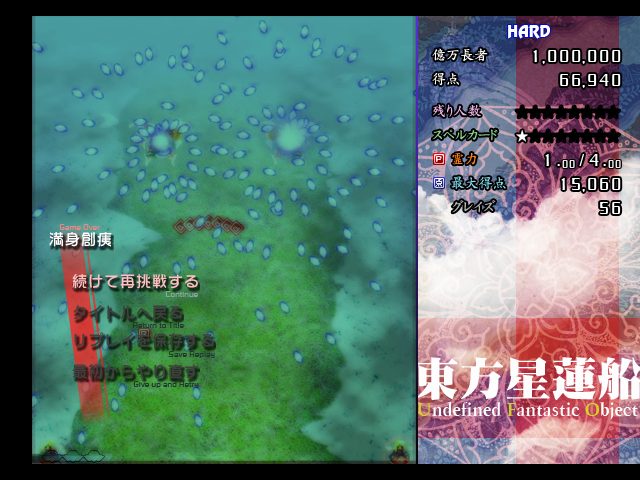 Game Over
満身創痍
続けて再挑戦する
Continue
タイトルへ戻る
Return to Title
リプレイを保存する
Save Replay
最初からやり直す
Give up and Retry
HARD
億万長者 1,000,000
得点 66,940
残り人数
スペルカード
P 霊力 1.00/4.00
点 最大得点 15,060
グレイズ 56
東方星蓮船
Undefined Fantastic Object